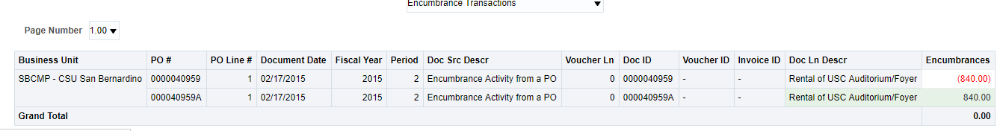 Encumbrance Transactions
Page Number 1.00
Business Unit PO # PO Line # Document Date Fiscal Year Period Doc Src Descr Voucher Ln Doc ID Voucher ID Invoice ID Doc Ln Descr Encumbrances
SBCMP - CSU San Bernardino 0000040959 1 02/17/2015 2015 2 Encumbrance Activity from a PO 0 0000040959 - - Rental of USC Auditorium/Foyer (840.00)
000040959A 1 02/17/2015 2015 2 Encumbrance Activity from a PO 0 000040959A - - Rental of USC Auditorium/Foyer 840.00
Grand Total 0.00